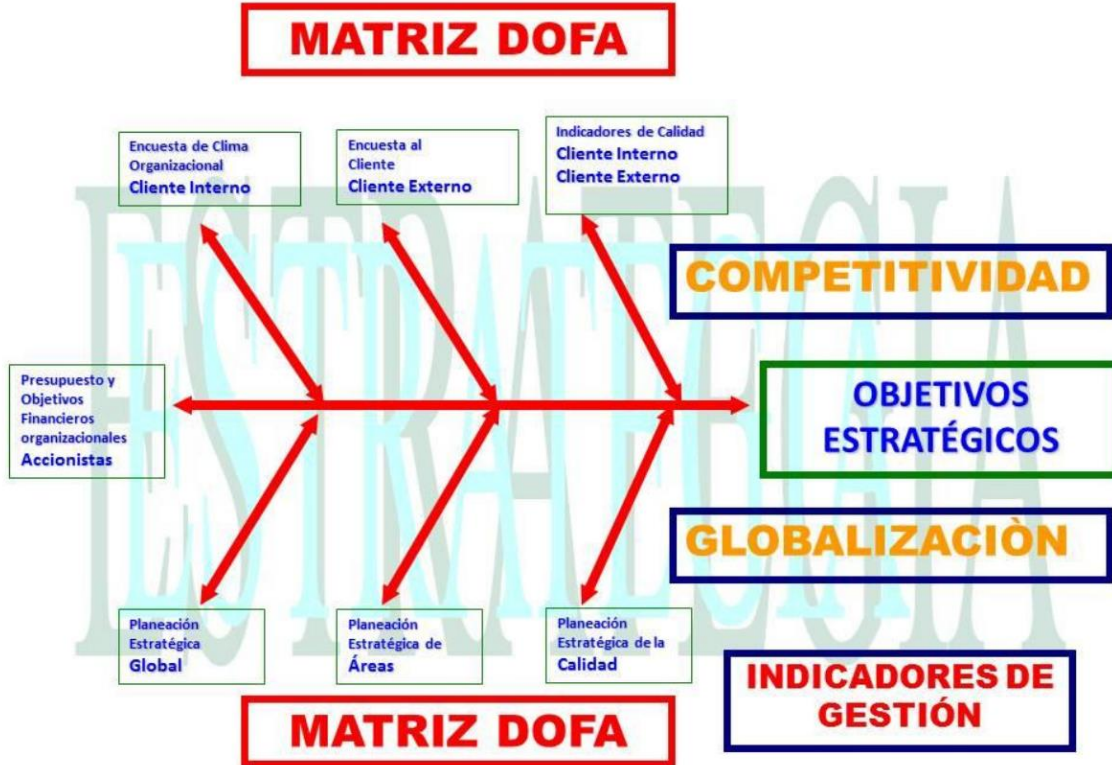 MATRIZ DOFA
Encuesta de Clima
Organizacional
Cliente Interno
Encuesta al
Cliente
Cliente Externo
Indicadores de Calidad
Cliente Interno
Cliente Externo
ESTRATEGIA
ESTRATEGIA
COMPETITIVIDAD
Presupuesto y
Objetivos
Financieros
organizacionales
Accionistas
OBJETIVOS
ESTRATÉGICOS
GLOBALIZACIÒN
Planeación
Estratégica
Global
Planeación
Estratégica de
Áreas
Planeación
Estratégica de la
Calidad
INDICADORES DE
GESTIÓN
MATRIZ DOFA